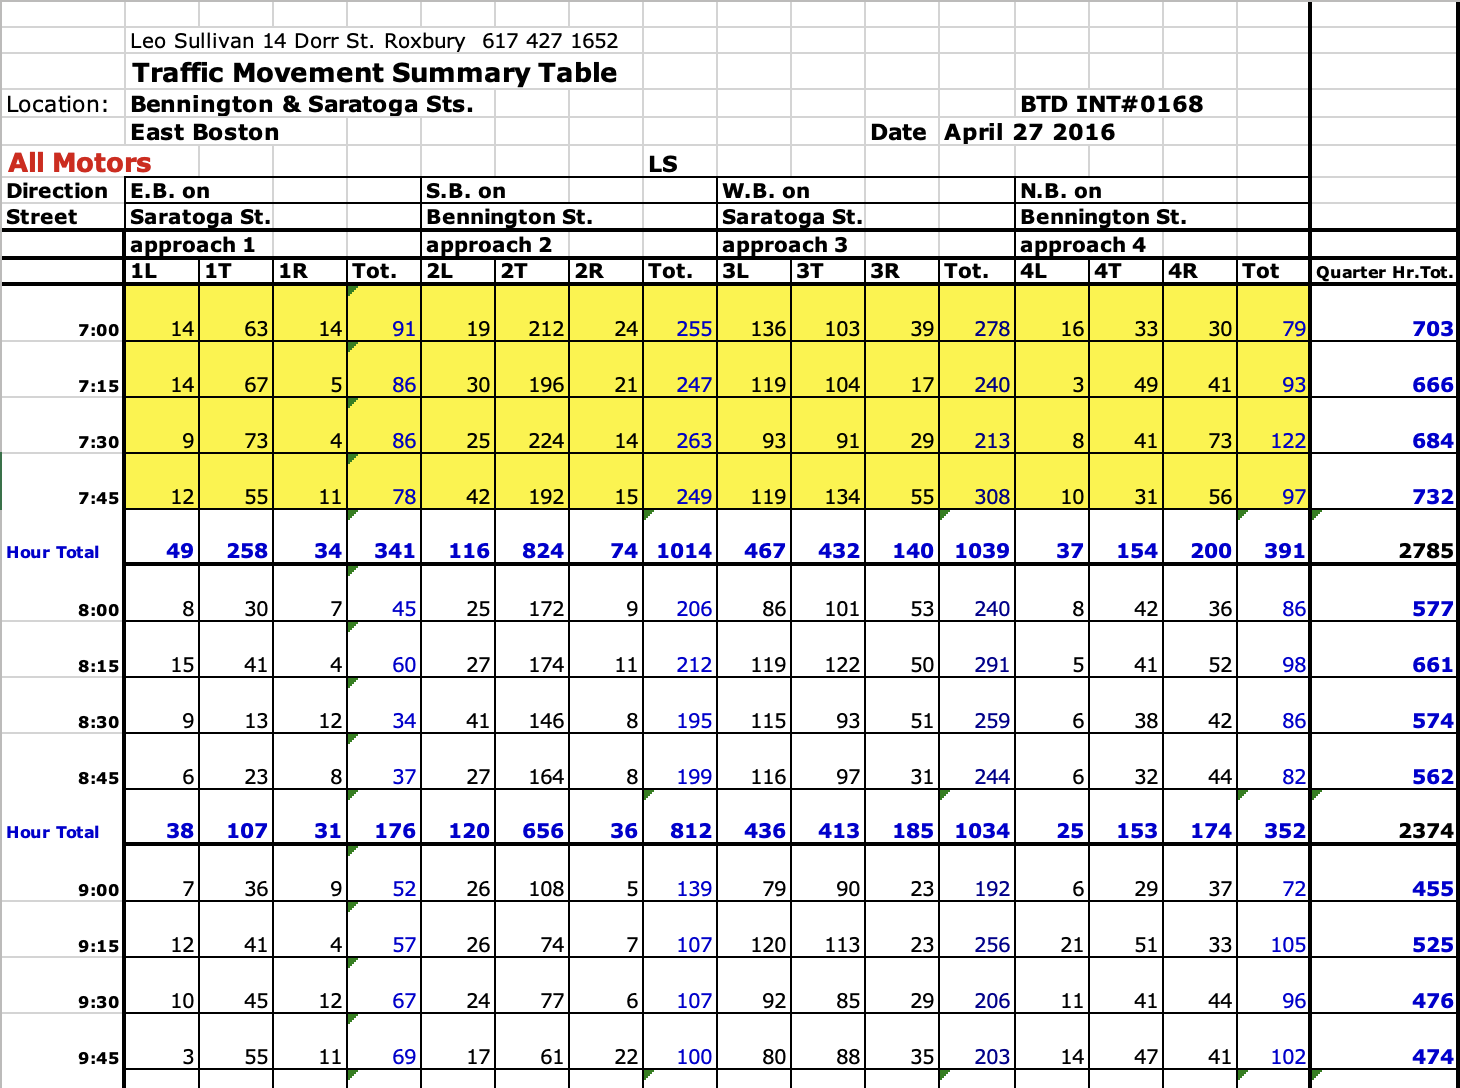 Leo Sullivan 14 Dorr St. Roxbury 617 427 1652
Traffic Movement Summary Table
Location: Bennington & Saratoga Sts. BTD INT#0168
East Boston Date April 27 2016
All Motors LS
Direction E.B. on S.B. on W.B. on N.B. on
Street Saratoga St. Bennington St. Saratoga St. Bennington St.
approach 1 approach 2 approach 3 approach 4
1L 1T 1R Tot. 2L 2T 2R Tot. 3L 3T 3R Tot. 4L 4T 4R Tot Quarter Hr.Tot.
7:00 14 63 14 91 19 212 24 255 136 103 39 278 16 33 30 79 703
7:15 14 67 5 86 30 196 21 247 119 104 17 240 3 49 41 93 666
7:30 9 73 4 86 25 224 14 263 93 91 29 213 8 41 73 122 684
7:45 12 55 11 78 42 192 15 249 119 134 55 308 10 31 56 97 732
Hour Total 49 258 34 341 116 824 74 1014 467 432 140 1039 37 154 200 391 2785
8:00 8 30 7 45 25 172 9 206 86 101 53 240 8 42 36 86 577
8:15 15 41 4 60 27 174 11 212 119 122 50 291 5 41 52 98 661
8:30 9 13 12 34 41 146 8 195 115 93 51 259 6 38 42 86 574
8:45 6 23 8 37 27 164 8 199 116 97 31 244 6 32 44 82 562
Hour Total 38 107 31 176 120 656 36 812 436 413 185 1034 25 153 174 352 2374
9:00 7 36 9 52 26 108 5 139 79 90 23 192 6 29 37 72 455
9:15 12 41 4 57 26 74 7 107 120 113 23 256 21 51 33 105 525
9:30 10 45 12 67 24 77 6 107 92 85 29 206 11 41 44 96 476
9:45 3 55 11 69 17 61 22 100 80 88 35 203 14 47 41 102 474